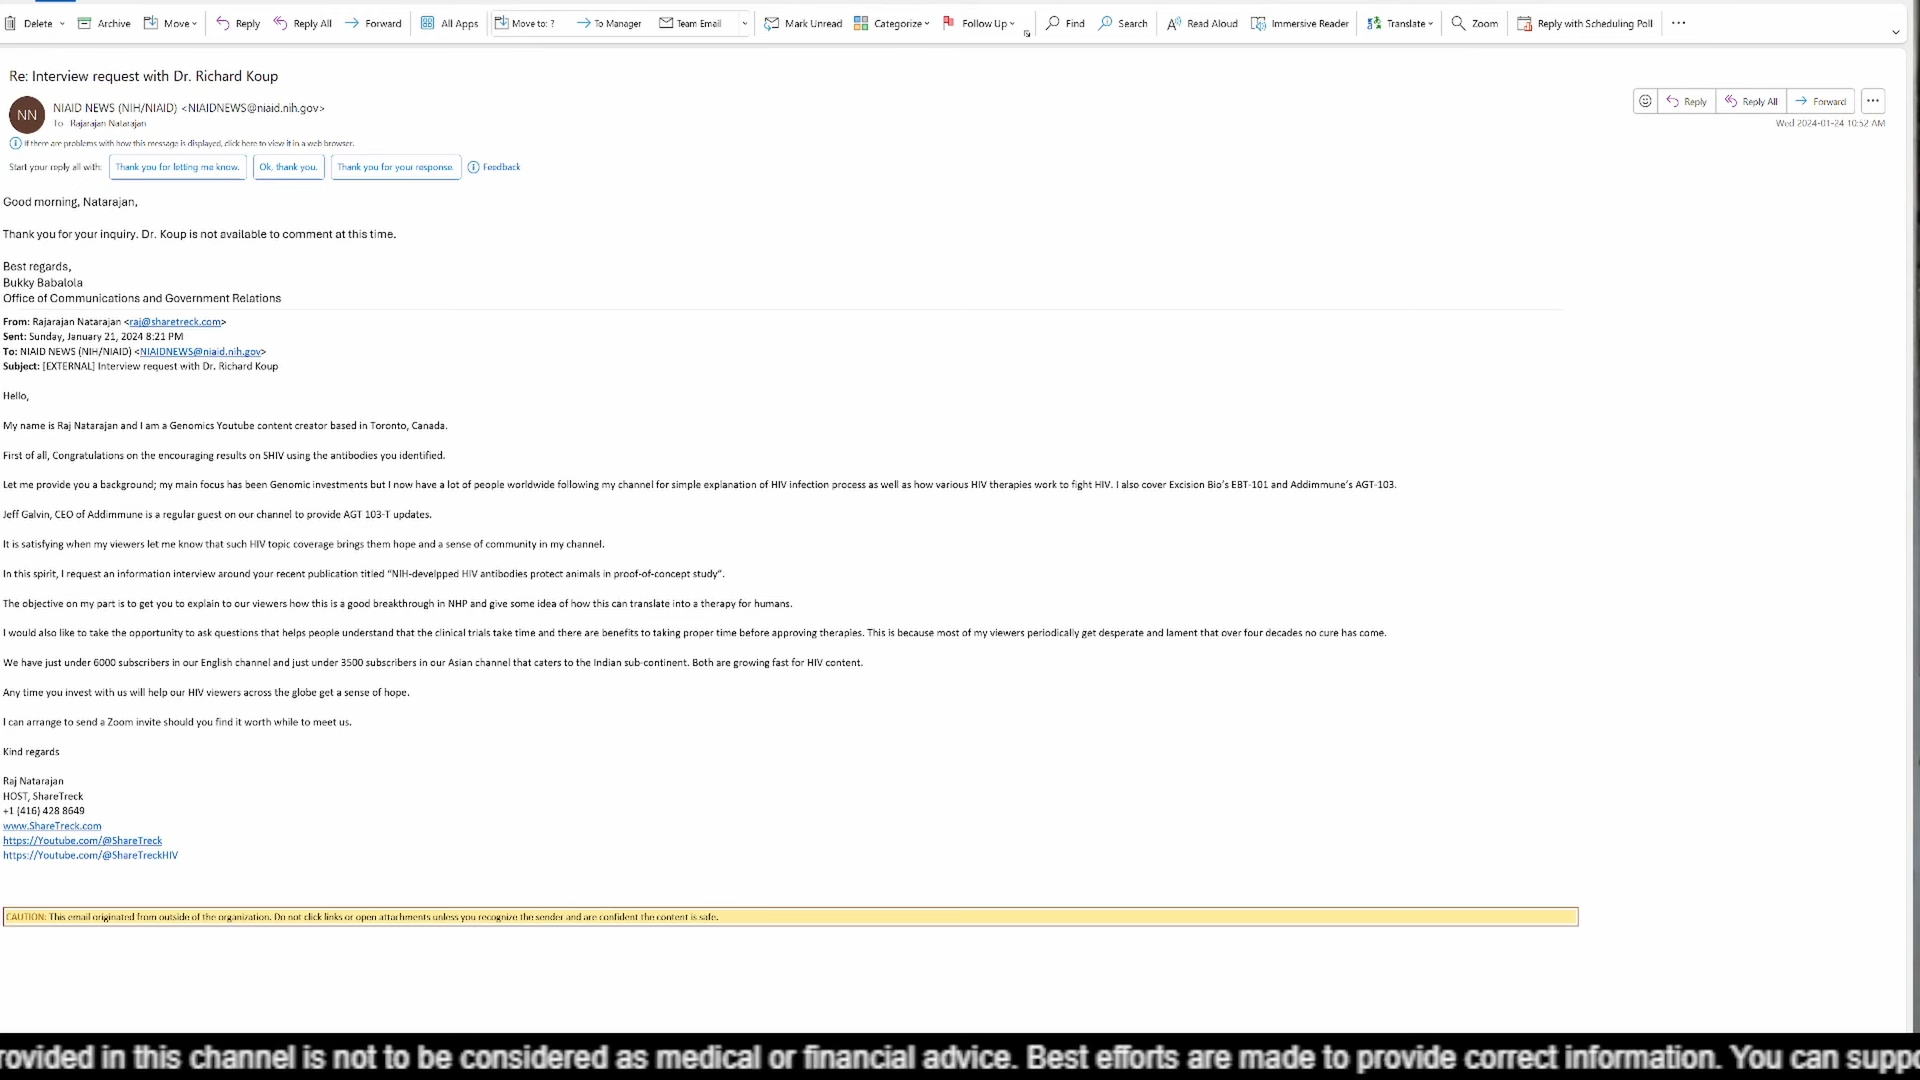 Delete Archive Move Reply Reply All Forward All Apps Move to: ? To Manager Team Email Mark Unread Categorize Follow Up Find Search Read Aloud Immersive Reader Translate Zoom Reply with Scheduling Poll ...
Re: Interview request with Dr. Richard Koup
NN
NIAID NEWS (NIH/NIAID) <NIAIDNEWS@niaid.nih.gov>
To Rajarajan Natarajan
Reply Reply All Forward ...
Wed 2024-01-24 10:52 AM
If there are problems with how this message is displayed, click here to view it in a web browser.
Start your reply all with: Thank you for letting me know. Ok, thank you. Thank you for your response. Feedback
Good morning, Natarajan,
Thank you for your inquiry. Dr. Koup is not available to comment at this time.
Best regards,
Bukky Babalola
Office of Communications and Government Relations
From: Rajarajan Natarajan <raj@sharetreck.com>
Sent: Sunday, January 21, 2024 8:21 PM
To: NIAID NEWS (NIH/NIAID) <NIAIDNEWS@niaid.nih.gov>
Subject: [EXTERNAL] Interview request with Dr. Richard Koup
Hello,
My name is Raj Natarajan and I am a Genomics Youtube content creator based in Toronto, Canada.
First of all, Congratulations on the encouraging results on SHIV using the antibodies you identified.
Let me provide you a background; my main focus has been Genomic investments but I now have a lot of people worldwide following my channel for simple explanation of HIV infection process as well as how various HIV therapies work to fight HIV. I also cover Excision Bio's EBT-101 and Addimmune's AGT-103.
Jeff Galvin, CEO of Addimmune is a regular guest on our channel to provide AGT 103-T updates.
It is satisfying when my viewers let me know that such HIV topic coverage brings them hope and a sense of community in my channel.
In this spirit, I request an information interview around your recent publication titled "NIH-develpped HIV antibodies protect animals in proof-of-concept study".
The objective on my part is to get you to explain to our viewers how this is a good breakthrough in NHP and give some idea of how this can translate into a therapy for humans.
I would also like to take the opportunity to ask questions that helps people understand that the clinical trials take time and there are benefits to taking proper time before approving therapies. This is because most of my viewers periodically get desperate and lament that over four decades no cure has come.
We have just under 6000 subscribers in our English channel and just under 3500 subscribers in our Asian channel that caters to the Indian sub-continent. Both are growing fast for HIV content.
Any time you invest with us will help our HIV viewers across the globe get a sense of hope.
I can arrange to send a Zoom invite should you find it worth while to meet us.
Kind regards
Raj Natarajan
HOST, ShareTreck
+1 (416) 428 8649
www.ShareTreck.com
https://Youtube.com/@ShareTreck
https://Youtube.com/@ShareTreckHIV
CAUTION: This email originated from outside of the organization. Do not click links or open attachments unless you recognize the sender and are confident the content is safe.
rovided in this channel is not to be considered as medical or financial advice. Best efforts are made to provide correct information. You can suppo